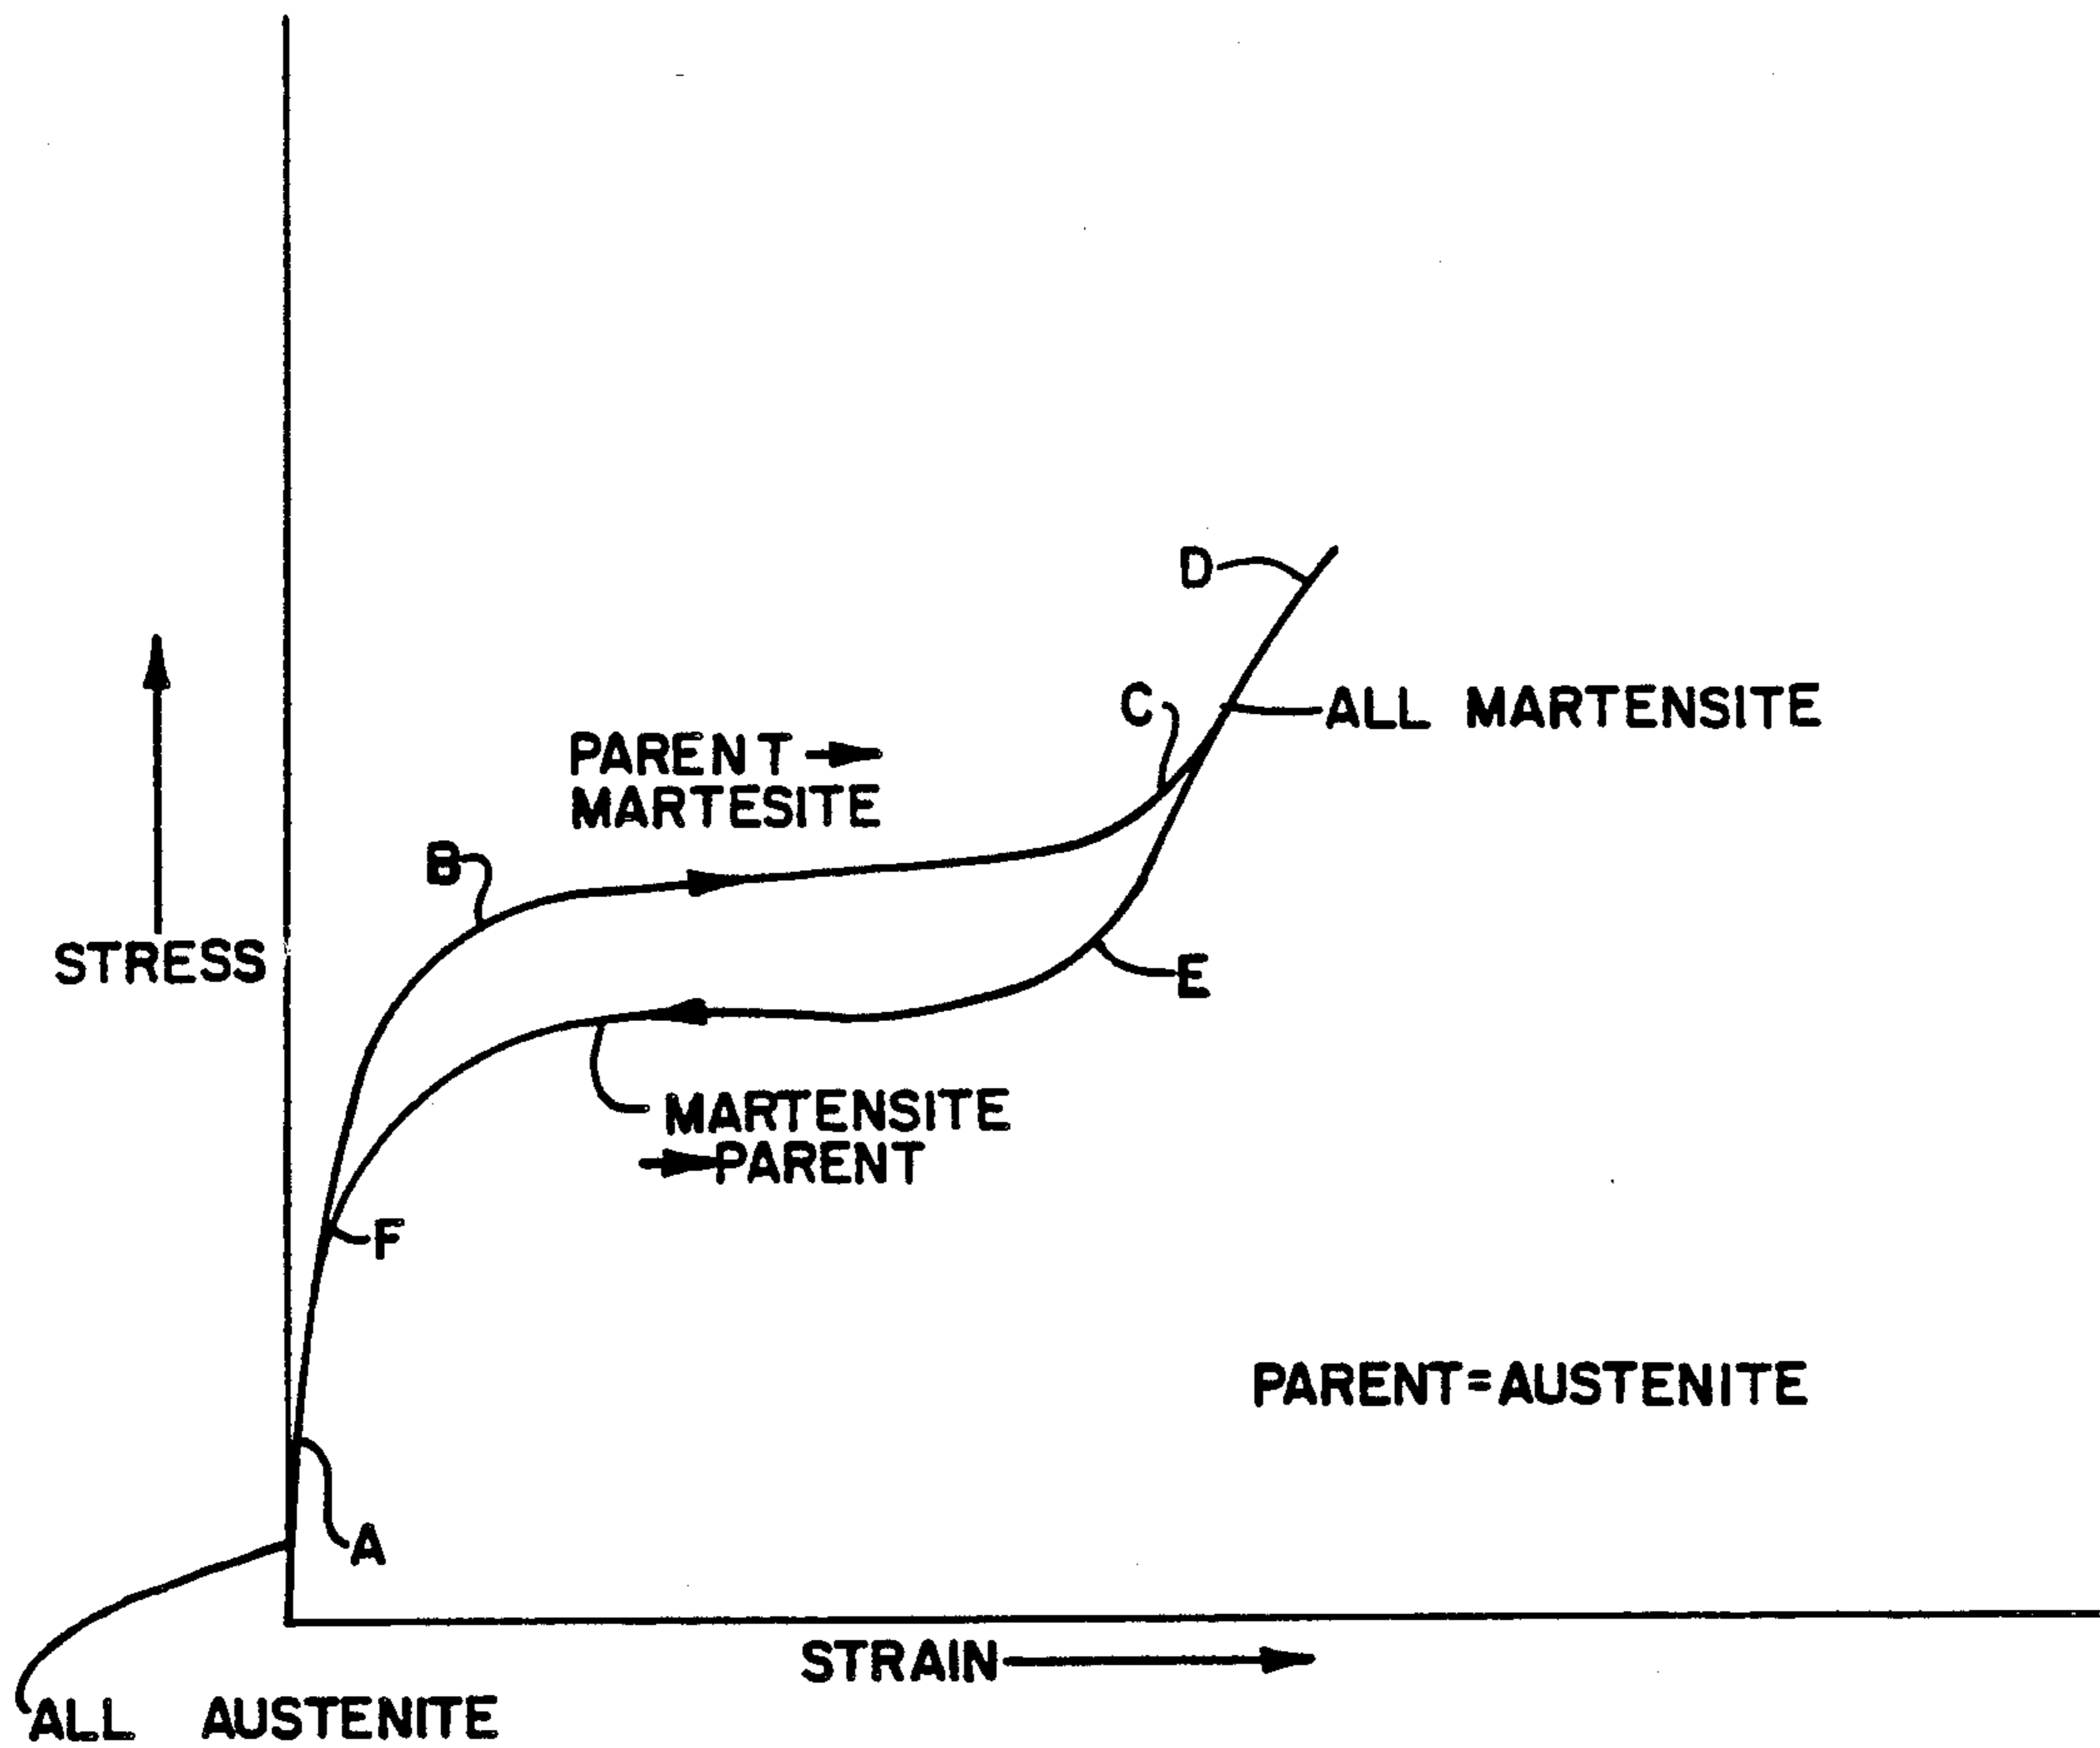 D
C
ALL MARTENSITE
PARENT
MARTESITE
B
STRESS
E
MARTENSITE
PARENT
F
PARENT=AUSTENITE
A
STRAIN
ALL AUSTENITE